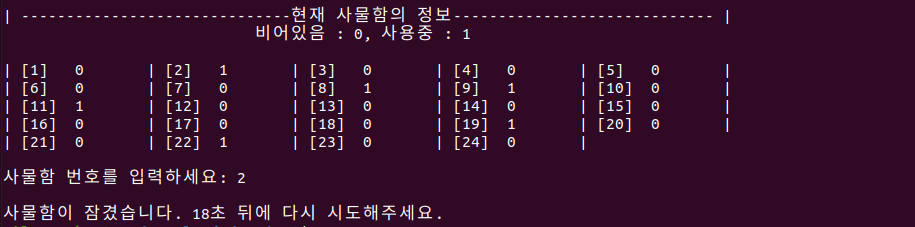 | ------------------------------현재 사물함의 정보----------------------------- |
비어있음 : 0, 사용중 : 1
| [1] 0 | [2] 1 | [3] 0 | [4] 0 | [5] 0 |
| [6] 0 | [7] 0 | [8] 1 | [9] 1 | [10] 0 |
| [11] 1 | [12] 0 | [13] 0 | [14] 0 | [15] 0 |
| [16] 0 | [17] 0 | [18] 0 | [19] 1 | [20] 0 |
| [21] 0 | [22] 1 | [23] 0 | [24] 0 |
사물함 번호를 입력하세요: 2
사물함이 잠겼습니다. 18초 뒤에 다시 시도해주세요.